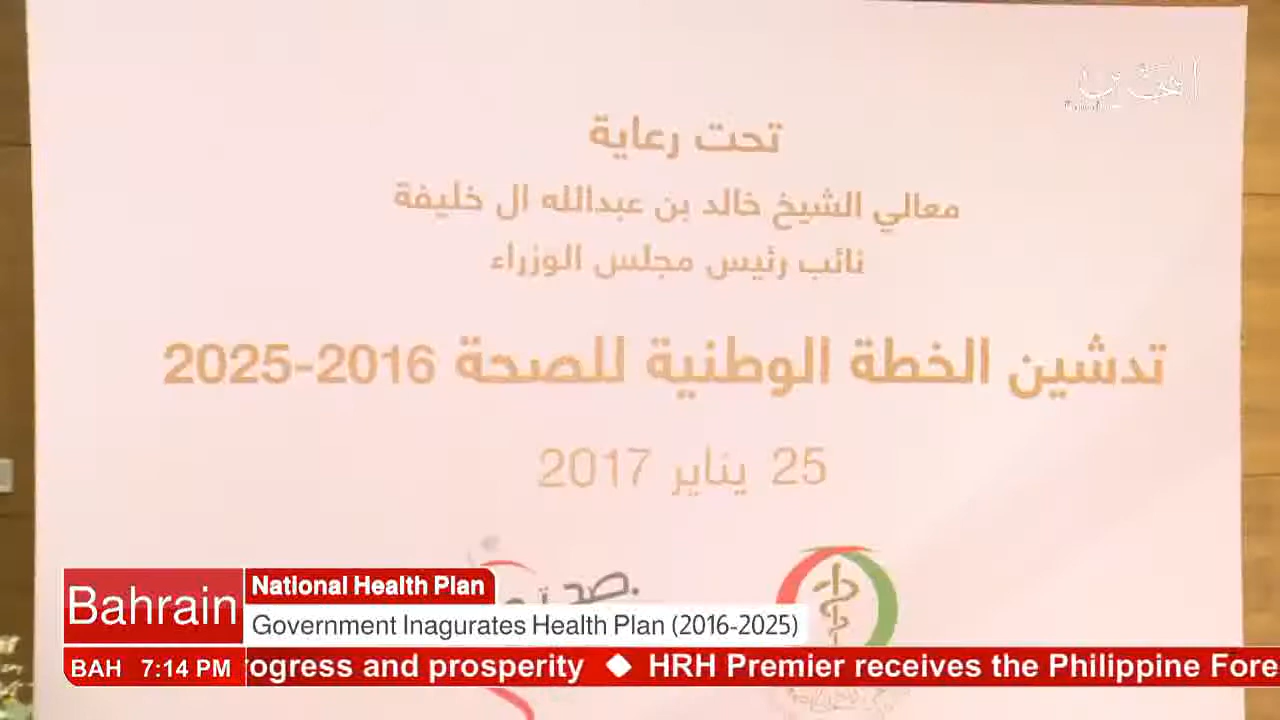 تحت رعاية
معالي الشيخ خالد بن عبدالله ال خليفة
نائب رئيس مجلس الوزراء
تدشين الخطة الوطنية للصحة 2016-2025
25 يناير 2017
Bahrain
National Health Plan
Government Inagurates Health Plan (2016-2025)
BAH 7:14 PM
ogress and prosperity ◆ HRH Premier receives the Philippine Fore